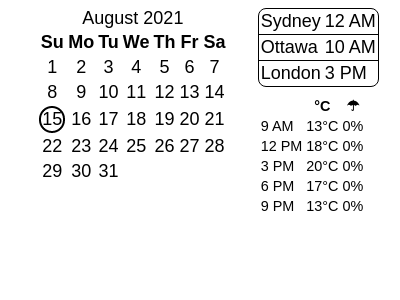 August 2021
Su Mo Tu We Th Fr Sa
1 2 3 4 5 6 7
8 9 10 11 12 13 14
15 16 17 18 19 20 21
22 23 24 25 26 27 28
29 30 31
Sydney 12 AM
Ottawa 10 AM
London 3 PM
°C ☂
9 AM 13°C 0%
12 PM 18°C 0%
3 PM 20°C 0%
6 PM 17°C 0%
9 PM 13°C 0%